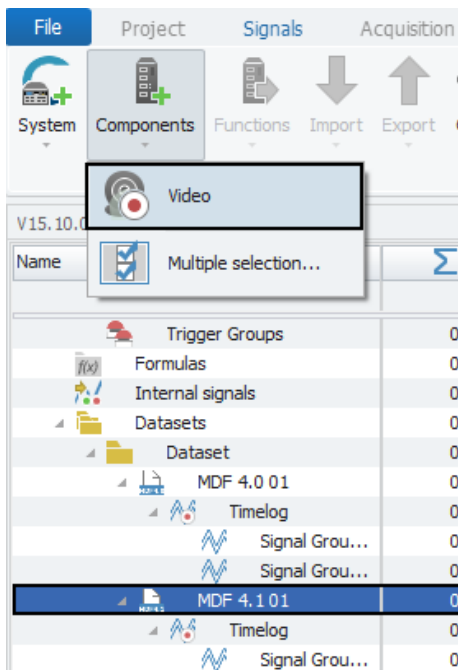 File Project Signals Acquisition
System Components Functions Import Export
Video
V15.10.0
Multiple selection...
Name Σ
Trigger Groups 0
f(x) Formulas 0
Internal signals 0
Datasets 0
Dataset 0
MDF 4.0 01 0
Timelog 0
Signal Grou... 0
Signal Grou... 0
MDF 4.1 01 0
Timelog 0
Signal Grou... 0